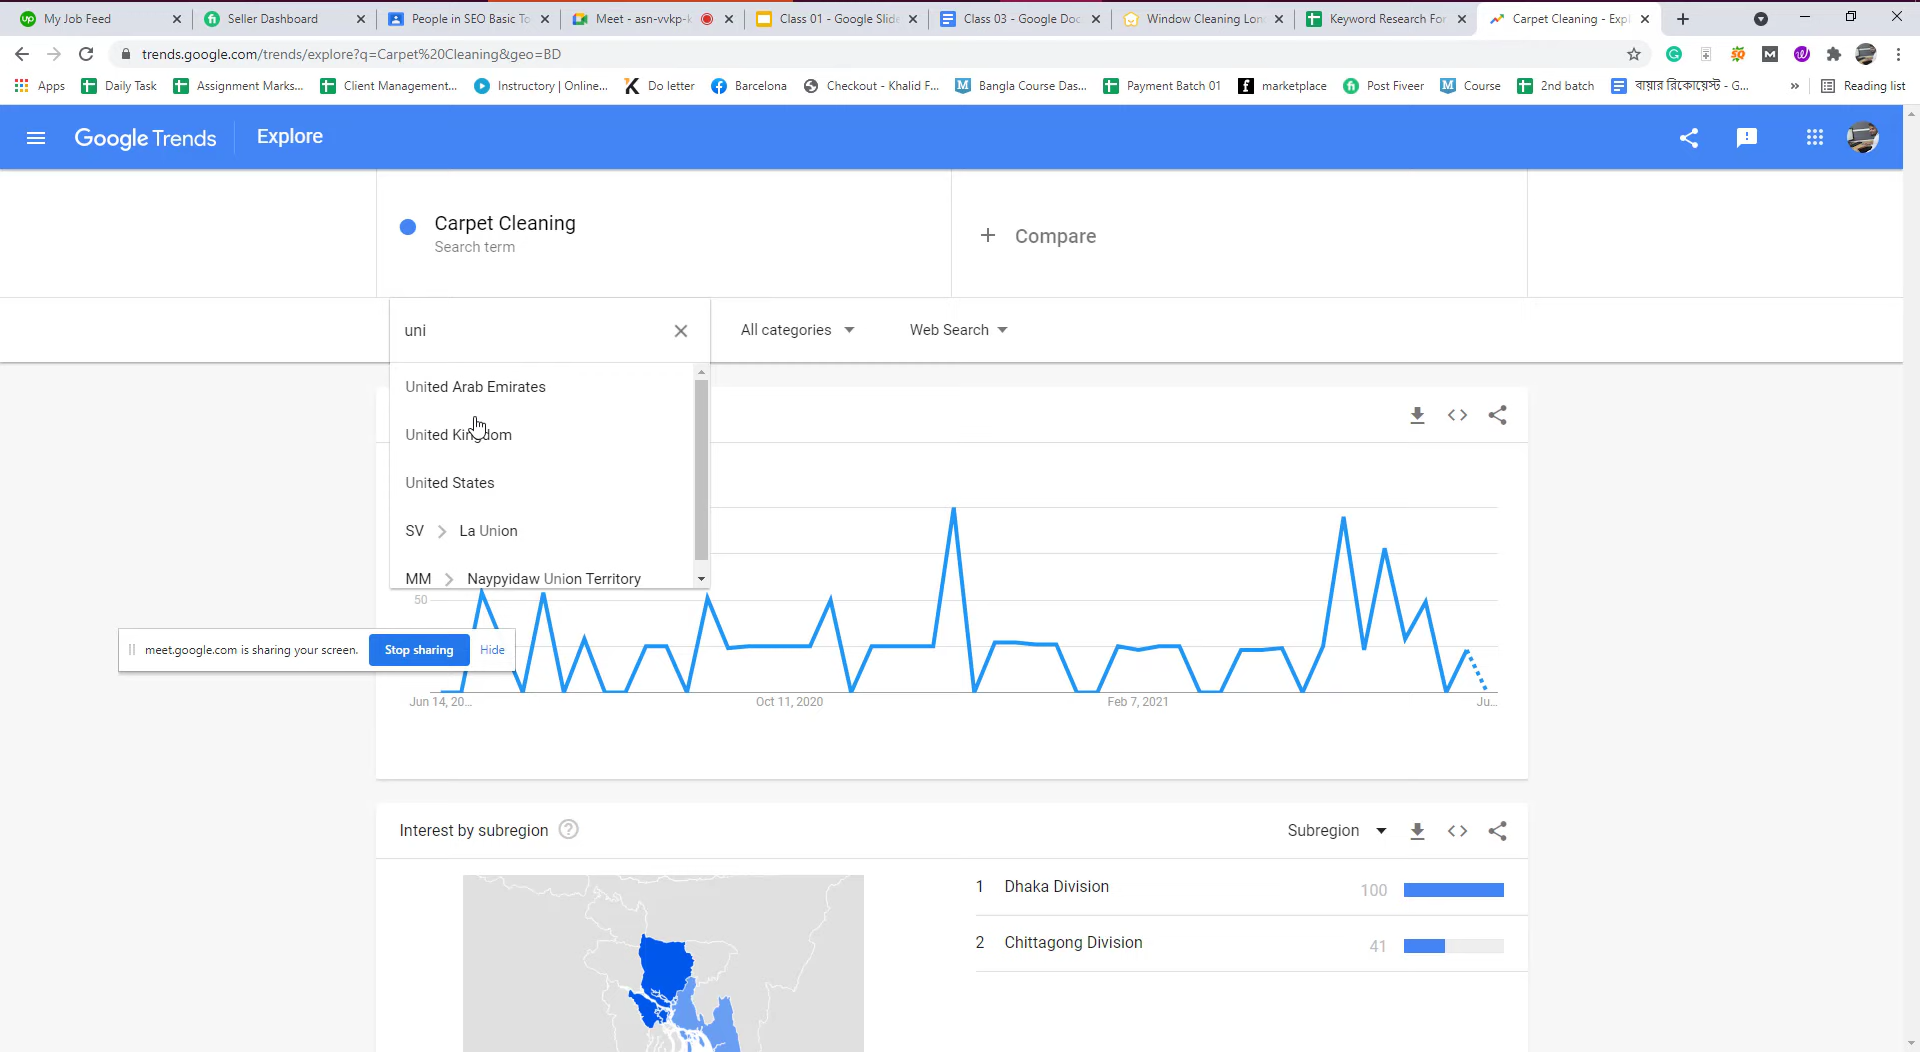 My Job Feed
Seller Dashboard
People in SEO Basic To
Meet - asn-vvkp-k
Class 01 - Google Slide
Class 03 - Google Doc
Window Cleaning Lon
Keyword Research For
Carpet Cleaning - Expl
trends.google.com/trends/explore?q=Carpet%20Cleaning&geo=BD
Apps
Daily Task
Assignment Marks...
Client Management...
Instructory | Online...
Do letter
Barcelona
Checkout - Khalid F...
Bangla Course Das...
Payment Batch 01
marketplace
Post Fiveer
Course
2nd batch
বায়ার রিকোয়েস্ট - G...
»
Reading list
Google Trends
Explore
Carpet Cleaning
Search term
+ Compare
uni
All categories
Web Search
United Arab Emirates
United Kingdom
United States
SV > La Union
MM > Naypyidaw Union Territory
50
meet.google.com is sharing your screen.
Stop sharing
Hide
Jun 14, 20...
Oct 11, 2020
Feb 7, 2021
Ju...
Interest by subregion
Subregion
1 Dhaka Division 100
2 Chittagong Division 41